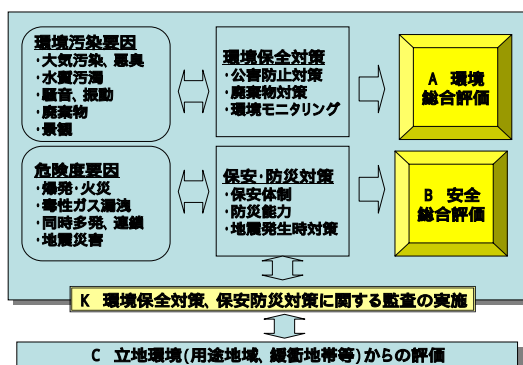 環境汚染要因
・大気汚染、悪臭
・水質汚濁
・騒音、振動
・廃棄物
・景観
環境保全対策
・公害防止対策
・廃棄物対策
・環境モニタリング
A 環境
総合評価
危険度要因
・爆発・火災
・毒性ガス漏洩
・同時多発、連鎖
・地震災害
保安・防災対策
・保安体制
・防災能力
・地震発生時対策
B 安全
総合評価
K 環境保全対策、保安防災対策に関する監査の実施
C 立地環境(用途地域、緩衝地帯等)からの評価